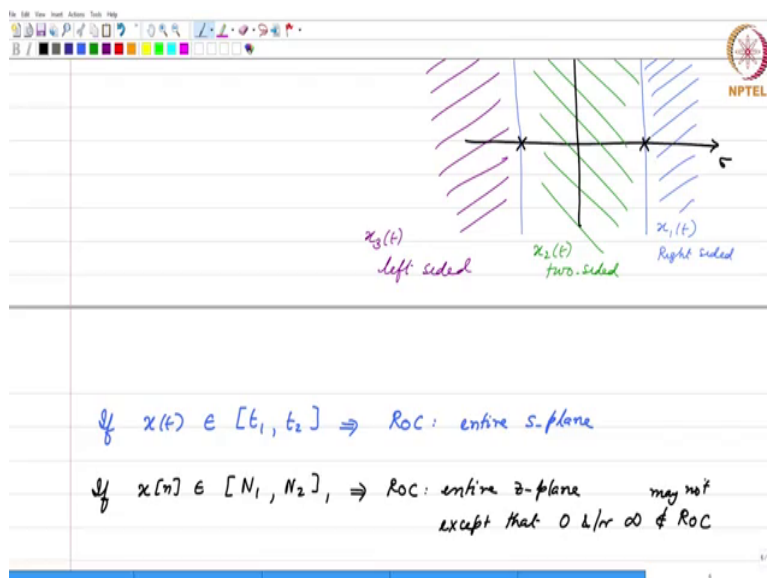 File Edit View Insert Actions Tools Help
B I
NPTEL
σ
x₃(t)
left sided
x₂(t)
two-sided
x₁(t)
Right sided
If x(t) ∈ [t₁, t₂] ⇒ RoC: entire s-plane
If x[n] ∈ [N₁, N₂], ⇒ RoC: entire z-plane may not
except that 0 &/or ∞ ∉ RoC